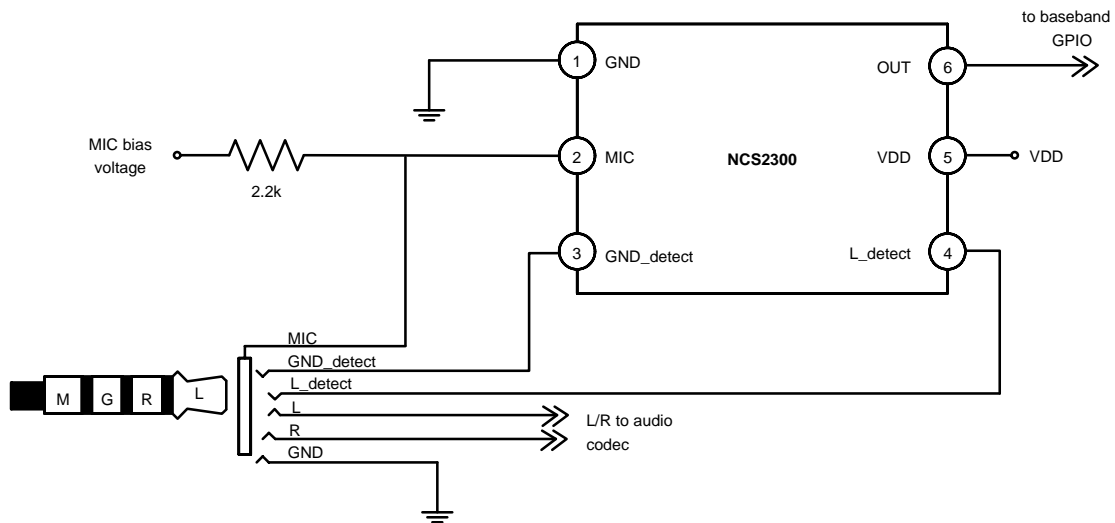 to baseband
GPIO
1
GND
OUT
6
MIC bias
voltage
2.2k
2
MIC
NCS2300
VDD
5
VDD
3
GND_detect
L_detect
4
MIC
GND_detect
L_detect
M
G
R
L
L
R
GND
L/R to audio
codec